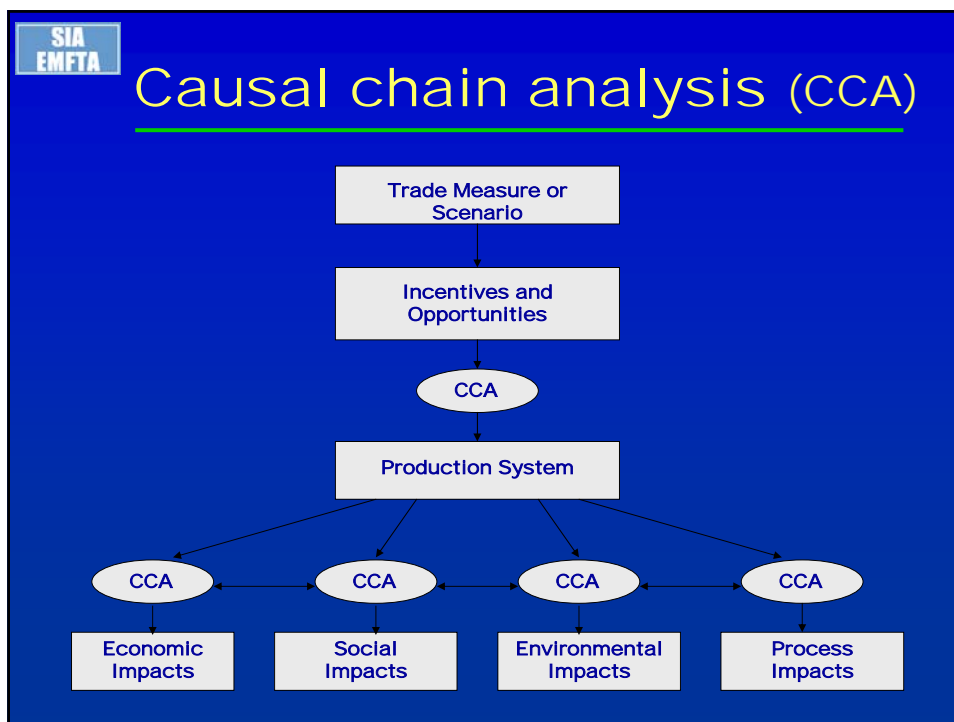 SIA
EMFTA
Causal chain analysis (CCA)
Trade Measure or
Scenario
Incentives and
Opportunities
CCA
Production System
CCA
CCA
CCA
CCA
Economic
Impacts
Social
Impacts
Environmental
Impacts
Process
Impacts